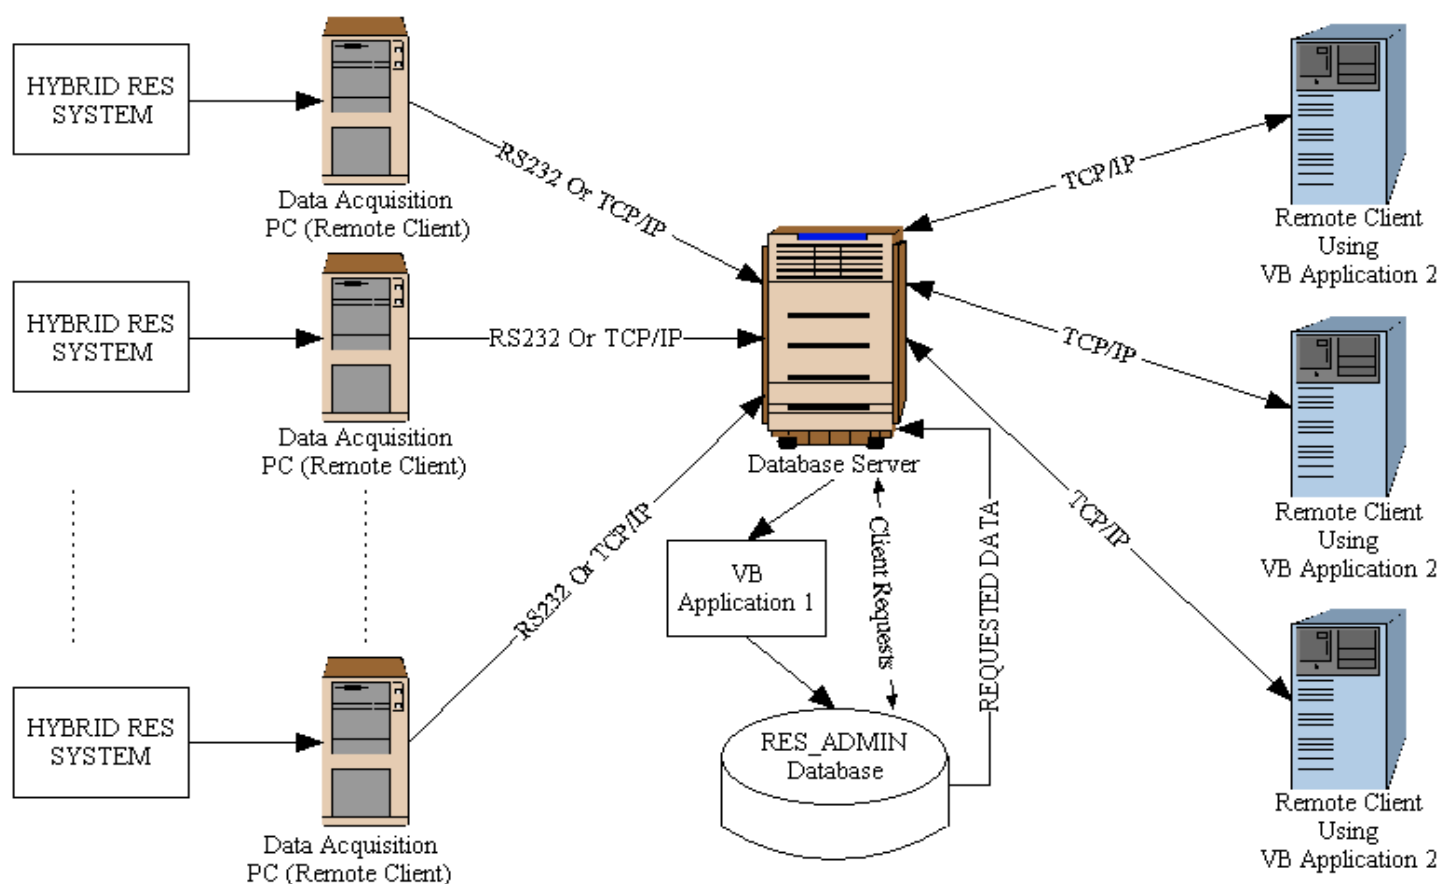 HYBRID RES
SYSTEM
Data Acquisition
PC (Remote Client)
RS232 Or TCP/IP
HYBRID RES
SYSTEM
Data Acquisition
PC (Remote Client)
RS232 Or TCP/IP
HYBRID RES
SYSTEM
Data Acquisition
PC (Remote Client)
RS232 Or TCP/IP
Database Server
VB
Application 1
Client Requests
REQUESTED DATA
RES_ADMIN
Database
TCP/IP
Remote Client
Using
VB Application 2
TCP/IP
Remote Client
Using
VB Application 2
TCP/IP
Remote Client
Using
VB Application 2